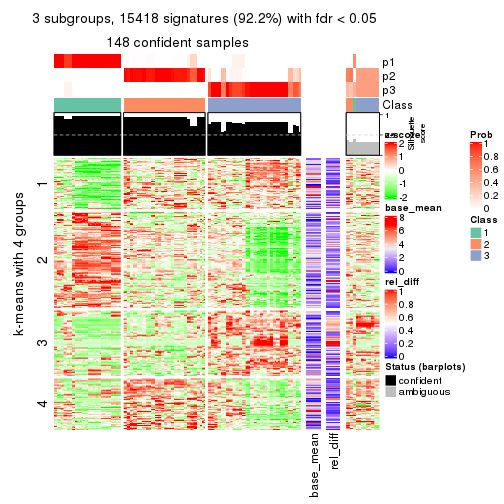 3 subgroups, 15418 signatures (92.2%) with fdr < 0.05
148 confident samples
p1
p2
p3
Class
1
Silhouette
score
k-means with 4 groups
1
2
3
4
base_mean
rel_diff
z-score
2
1
0
-1
-2
base_mean
8
6
4
2
0
rel_diff
1
0.8
0.6
0.4
0.2
0
Status (barplots)
confident
ambiguous
Prob
1
0.8
0.6
0.4
0.2
0
Class
1
2
3